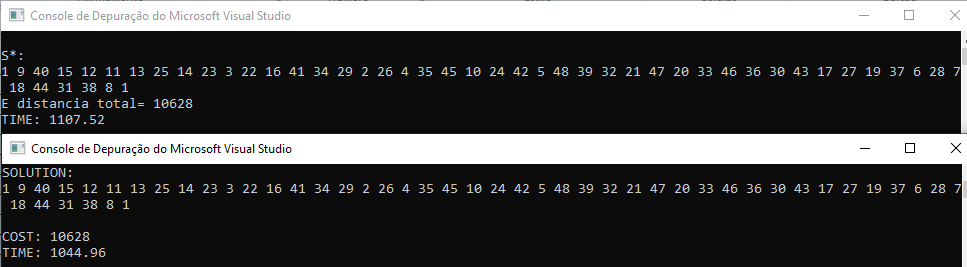 Console de Depuração do Microsoft Visual Studio
S*:
1 9 40 15 12 11 13 25 14 23 3 22 16 41 34 29 2 26 4 35 45 10 24 42 5 48 39 32 21 47 20 33 46 36 30 43 17 27 19 37 6 28 7
18 44 31 38 8 1
E distancia total= 10628
TIME: 1107.52
Console de Depuração do Microsoft Visual Studio
SOLUTION:
1 9 40 15 12 11 13 25 14 23 3 22 16 41 34 29 2 26 4 35 45 10 24 42 5 48 39 32 21 47 20 33 46 36 30 43 17 27 19 37 6 28 7
18 44 31 38 8 1
COST: 10628
TIME: 1044.96